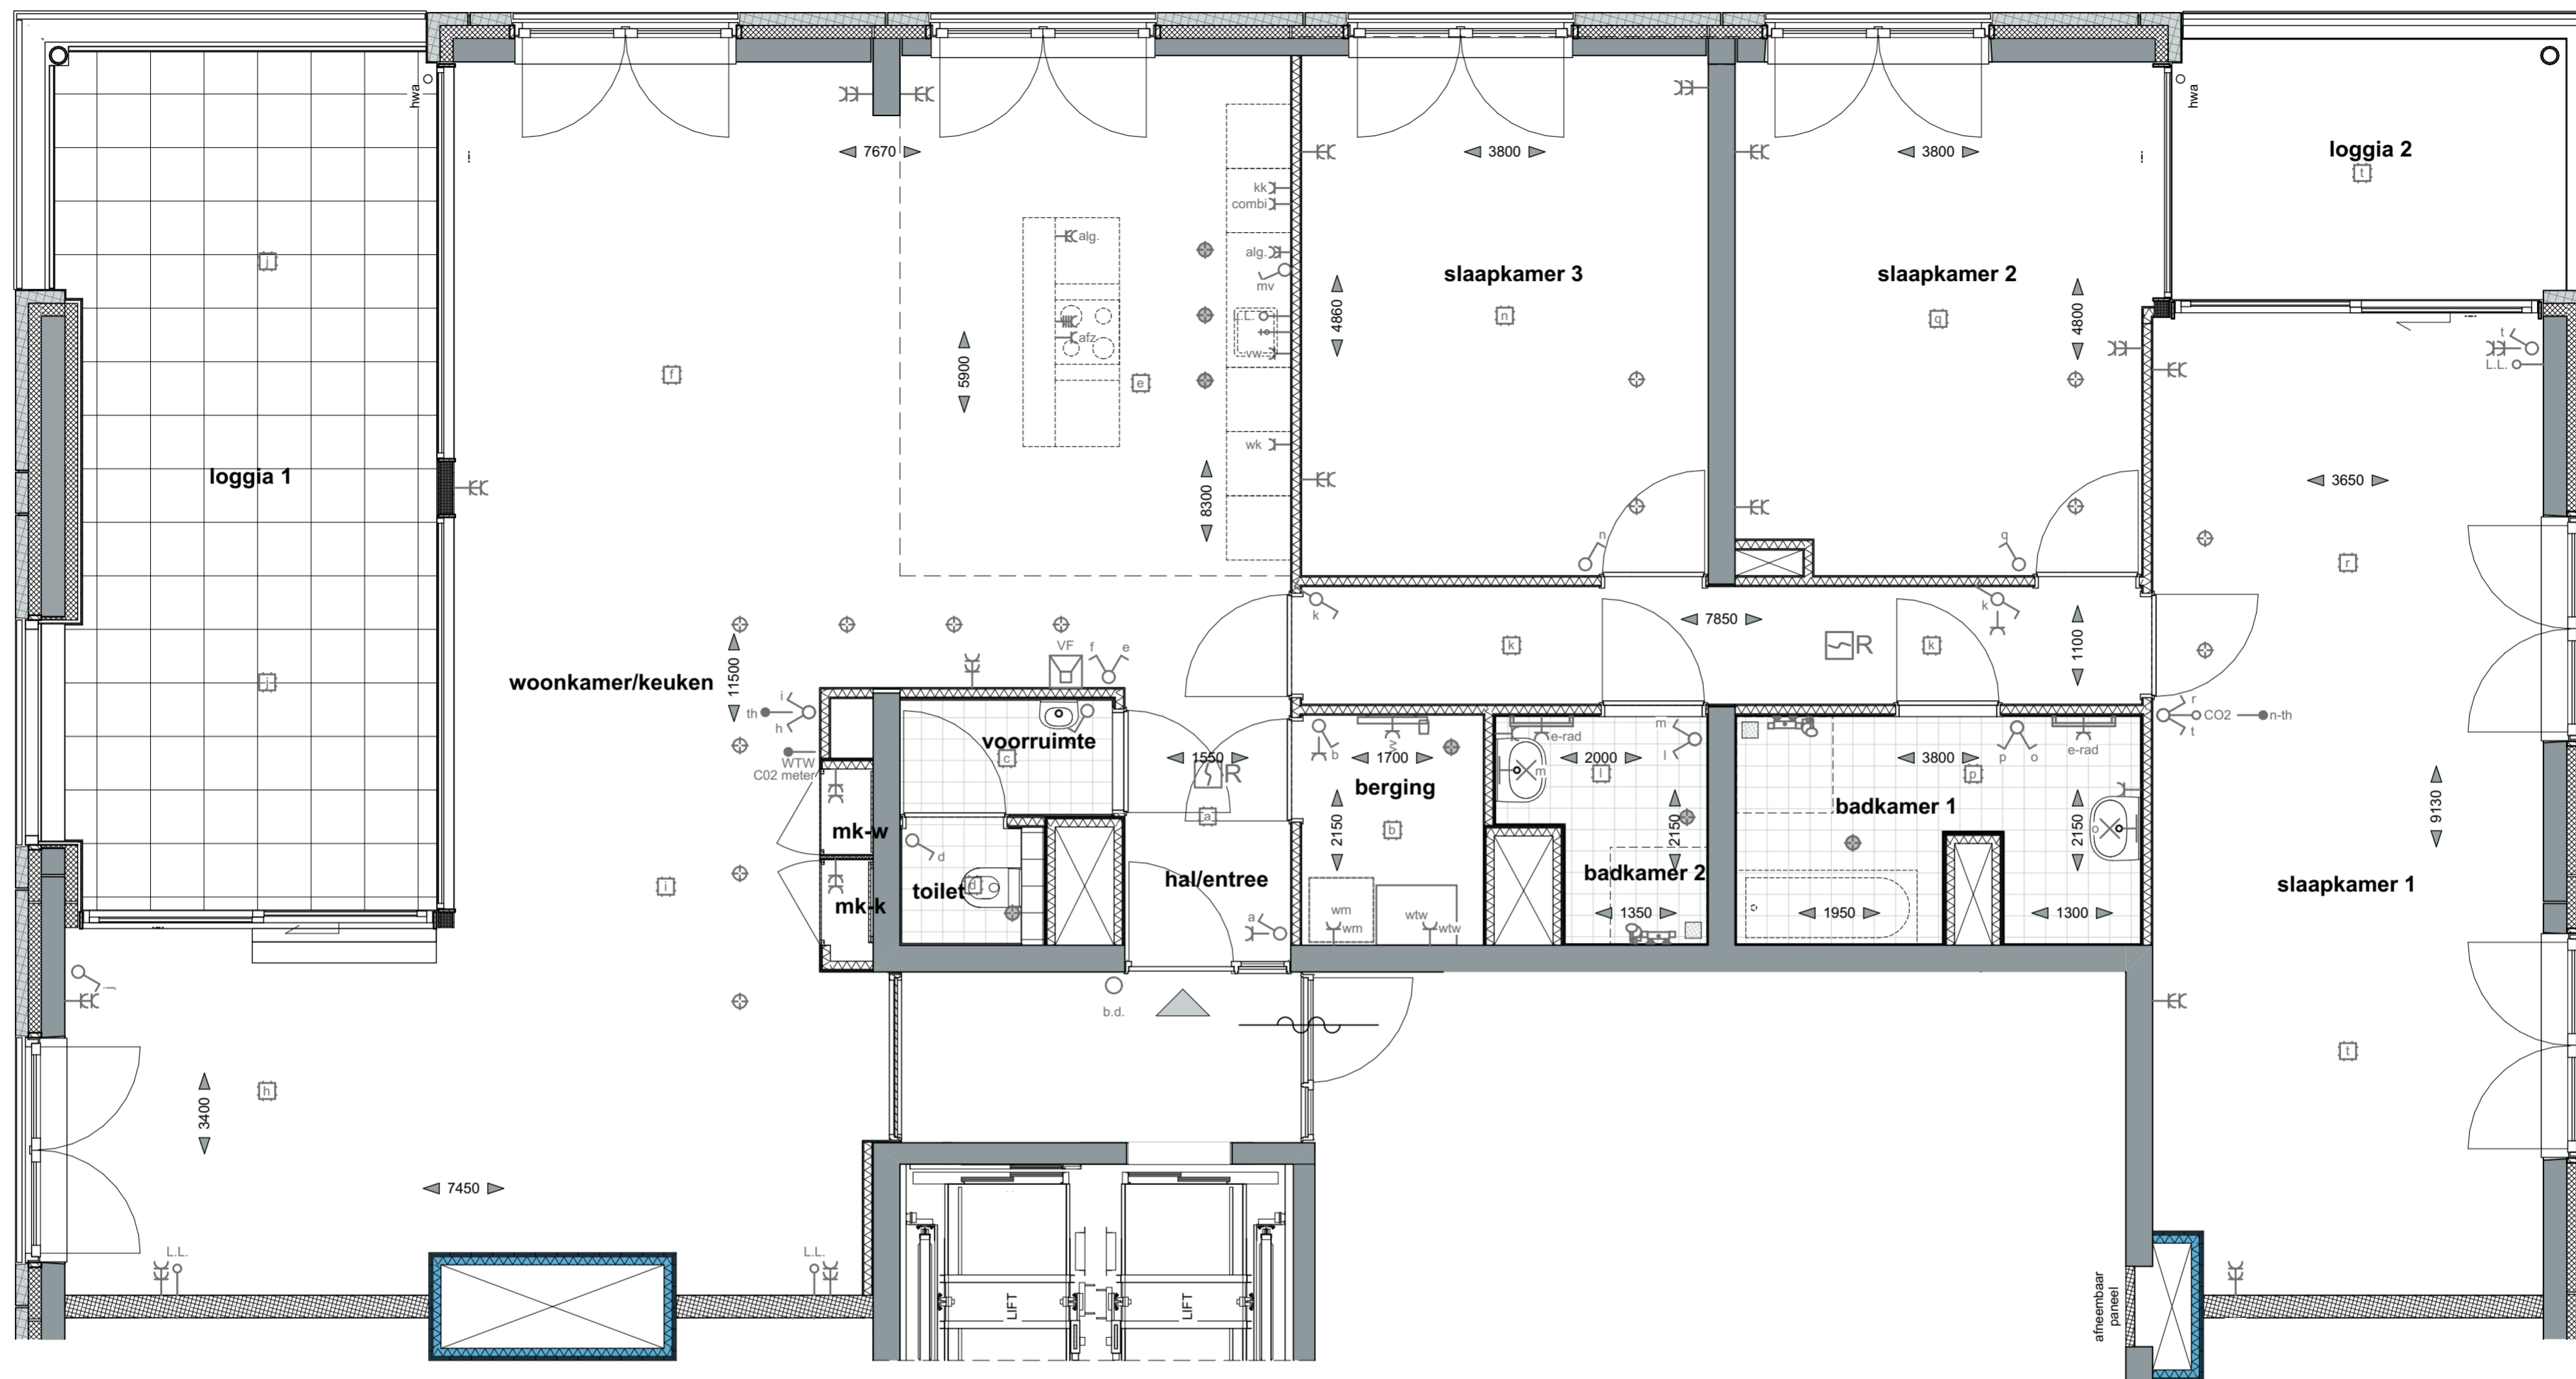 hwa
hwa
7670
3800
3800
loggia 2
t
kk
combi
alg.
alg.
mv
j
slaapkamer 3
slaapkamer 2
4860
4800
n
q
L.L.
afz
vw
t
L.L.
f
e
5900
wk
8300
loggia 1
3650
n
q
r
k
k
7850
1100
k
R
k
VF
f
e
woonkamer/keuken
11500
j
i
th
h
WTW
C02 meter
voorruimte
c
1550
R
a
b
1700
v
e-rad
m
2000
m
l
l
3800
p
o
p
e-rad
r
CO2
n-th
t
berging
2150
b
2150
badkamer 1
2150
o
9130
mk-w
d
toilet
d
hal/entree
badkamer 2
slaapkamer 1
i
mk-k
a
wm
wm
wtw
wtw
1350
1950
1300
j
b.d.
h
3400
t
7450
L.L.
L.L.
LIFT
LIFT
afneembaar
paneel